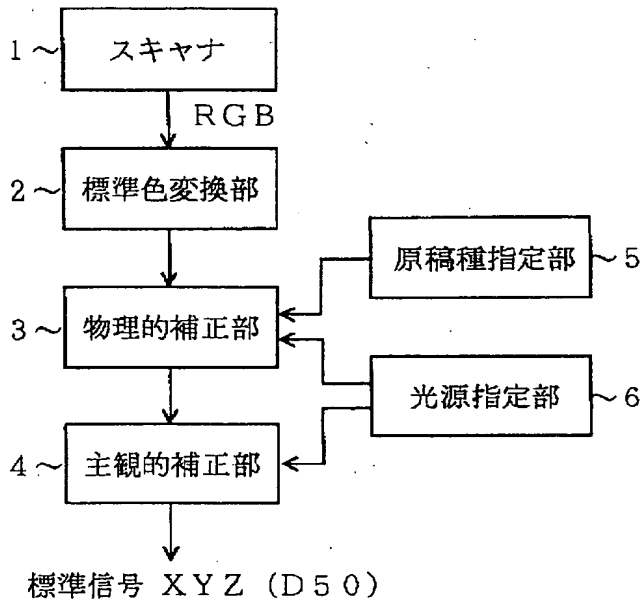 1 ～ スキャナ
RGB
2 ～ 標準色変換部
原稿種指定部 ～ 5
3 ～ 物理的補正部
光源指定部 ～ 6
4 ～ 主観的補正部
標準信号 XYZ (D50)